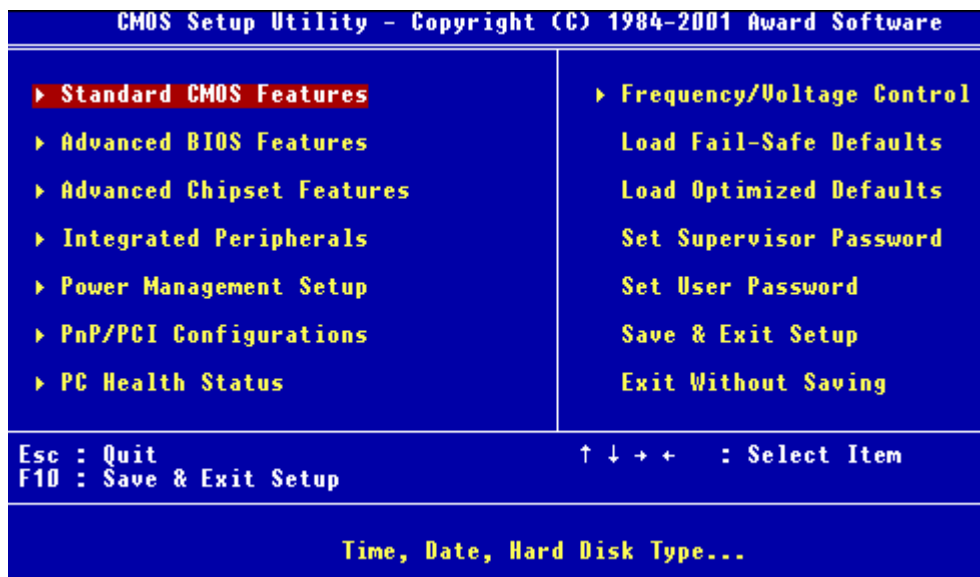 CMOS Setup Utility - Copyright (C) 1984-2001 Award Software
▸ Standard CMOS Features
▸ Advanced BIOS Features
▸ Advanced Chipset Features
▸ Integrated Peripherals
▸ Power Management Setup
▸ PnP/PCI Configurations
▸ PC Health Status
▸ Frequency/Voltage Control
Load Fail-Safe Defaults
Load Optimized Defaults
Set Supervisor Password
Set User Password
Save & Exit Setup
Exit Without Saving
Esc : Quit
F10 : Save & Exit Setup
↑ ↓ → ← : Select Item
Time, Date, Hard Disk Type...